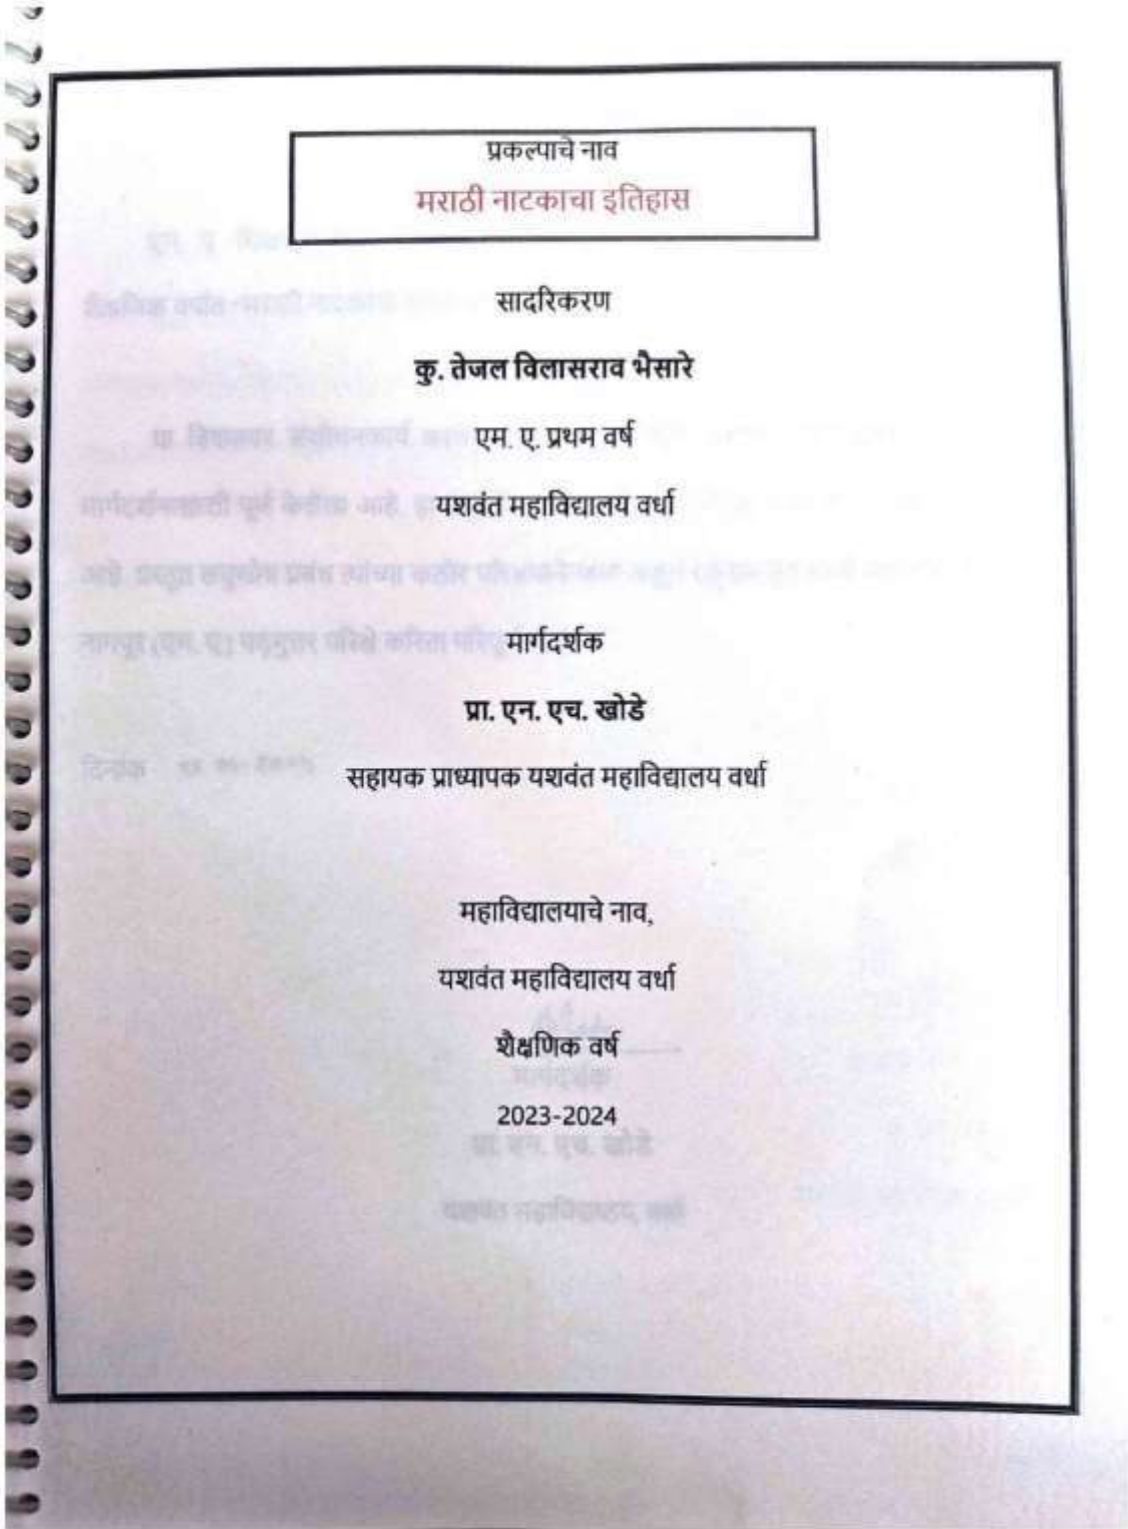 प्रकल्पाचे नाव
मराठी नाटकाचा इतिहास
सादरिकरण
कु. तेजल विलासराव भैसारे
एम. ए. प्रथम वर्ष
यशवंत महाविद्यालय वर्धा
मार्गदर्शक
प्रा. एन. एच. खोडे
सहायक प्राध्यापक यशवंत महाविद्यालय वर्धा
महाविद्यालयाचे नाव,
यशवंत महाविद्यालय वर्धा
शैक्षणिक वर्ष
2023-2024